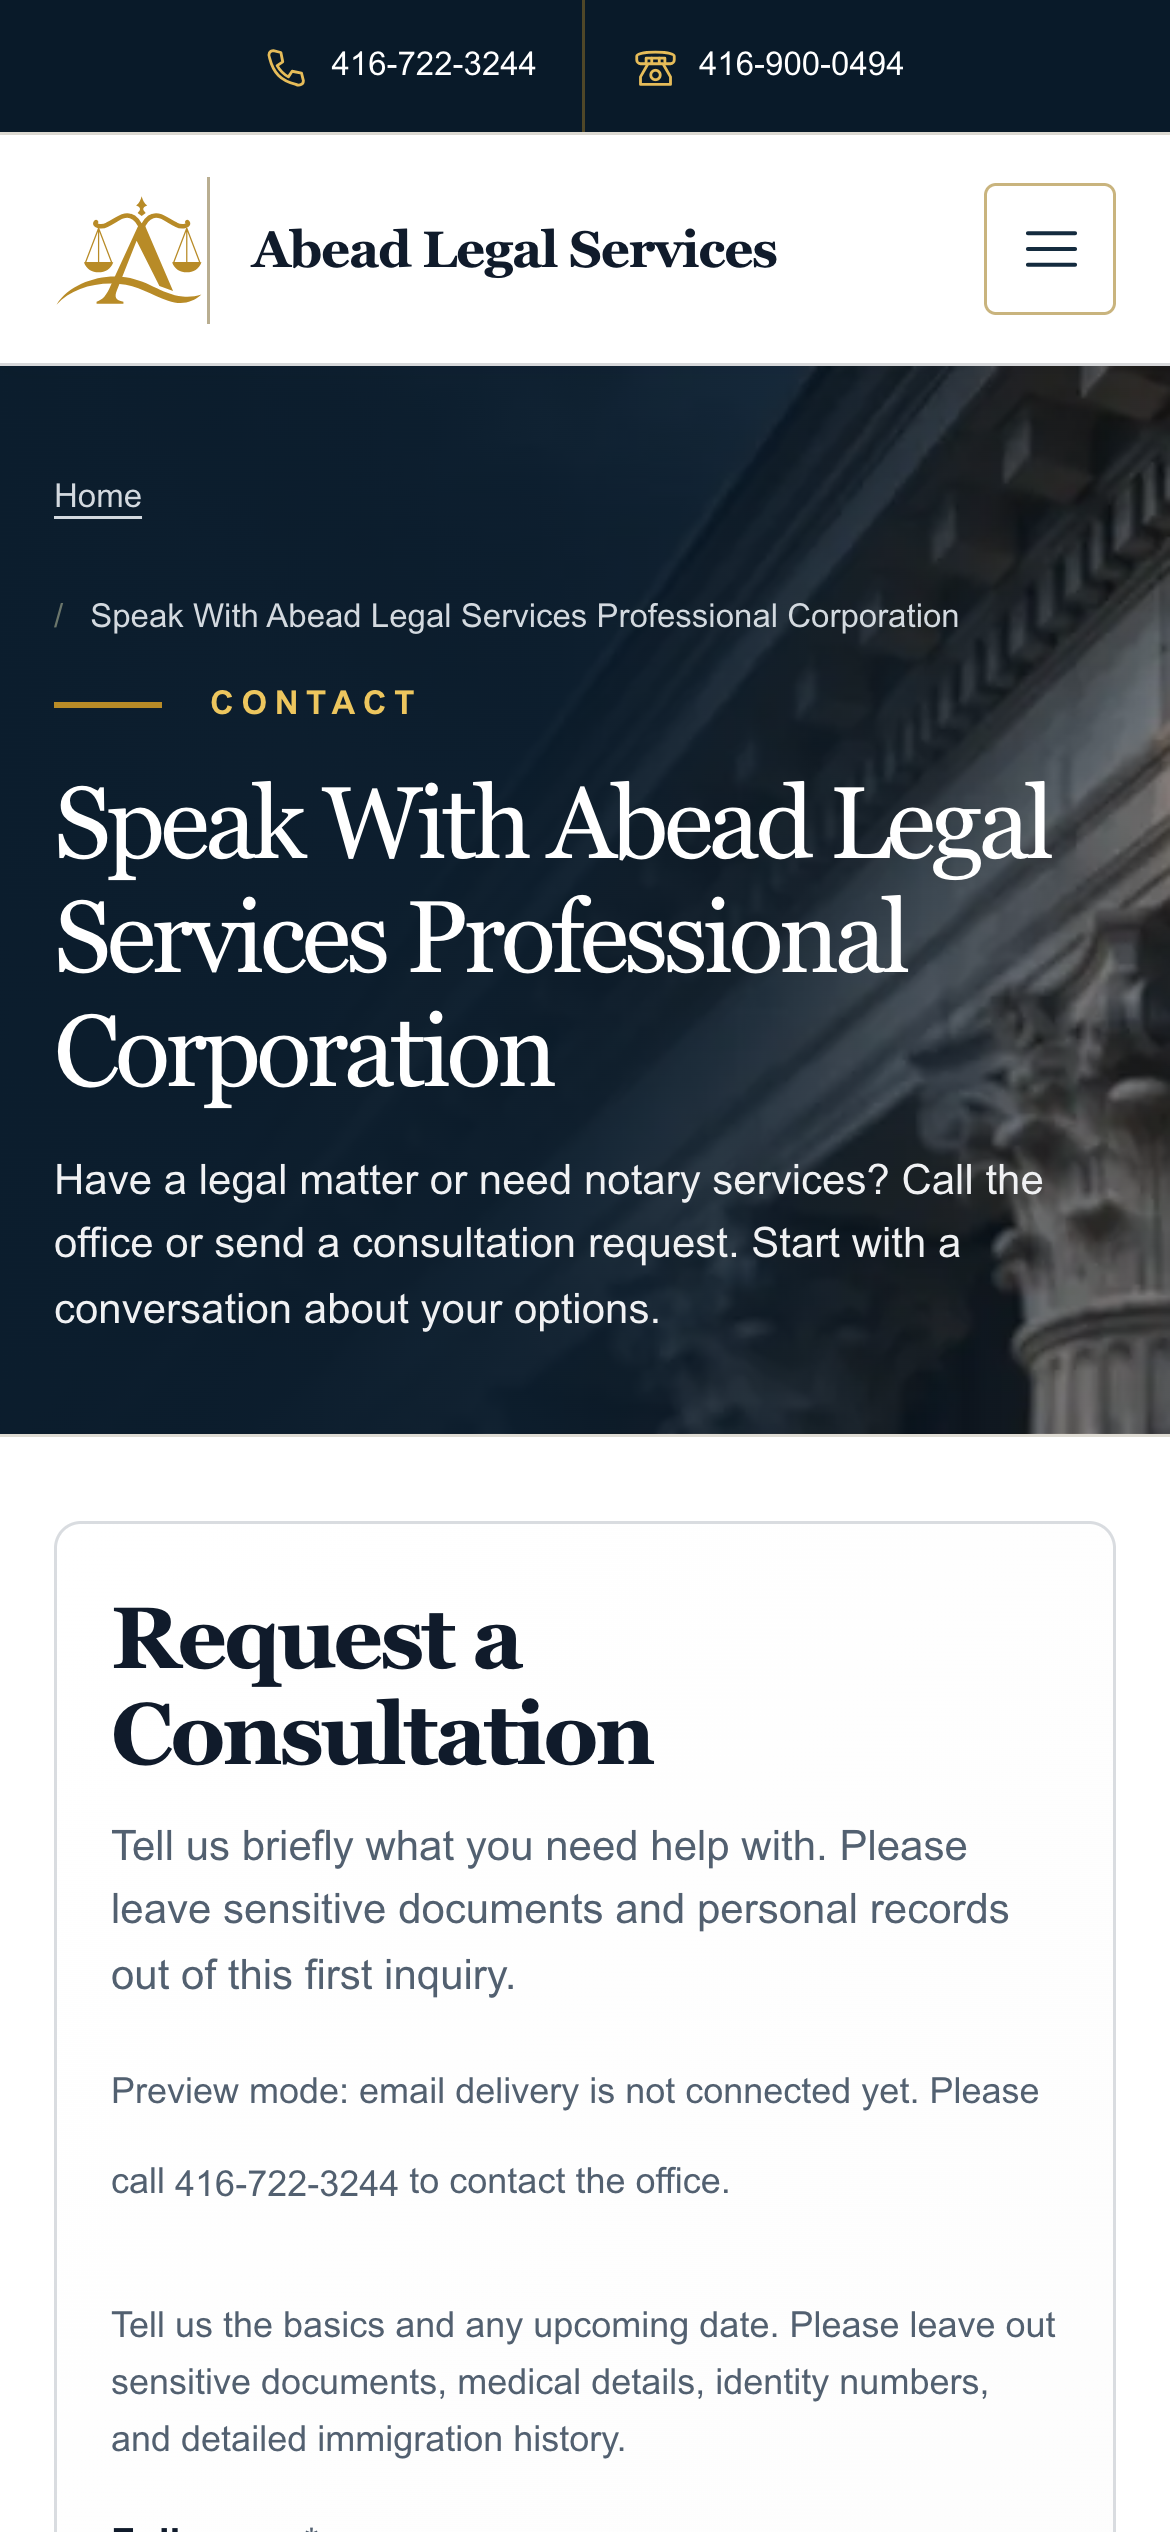 416-722-3244
416-900-0494
Abead Legal Services
Home
/ Speak With Abead Legal Services Professional Corporation
CONTACT
Speak With Abead Legal
Services Professional
Corporation
Have a legal matter or need notary services? Call the
office or send a consultation request. Start with a
conversation about your options.
Request a
Consultation
Tell us briefly what you need help with. Please
leave sensitive documents and personal records
out of this first inquiry.
Preview mode: email delivery is not connected yet. Please
call 416-722-3244 to contact the office.
Tell us the basics and any upcoming date. Please leave out
sensitive documents, medical details, identity numbers,
and detailed immigration history.